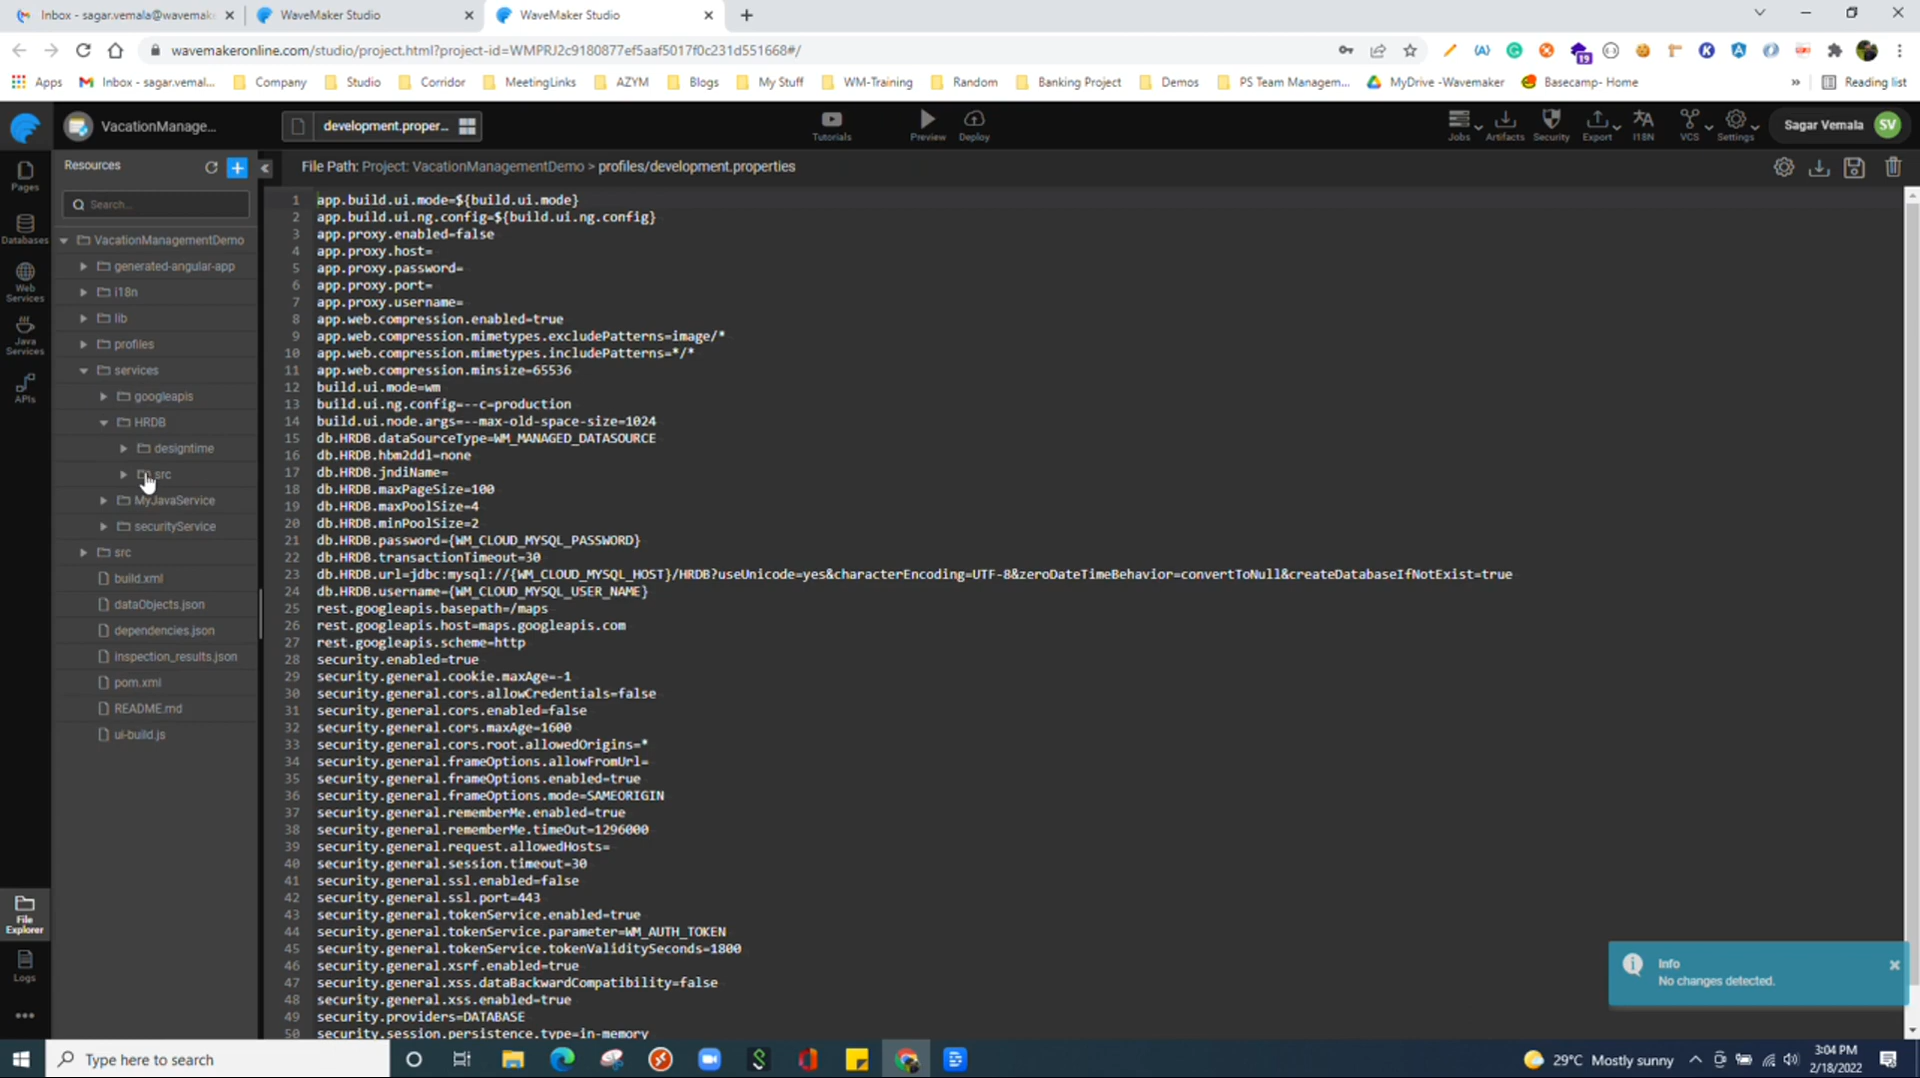 Inbox - sagar.vemala@wavemak
WaveMaker Studio
WaveMaker Studio
wavemakeronline.com/studio/project.html?project-id=WMPRJ2c9180877ef5aaf5017f0c231d551668#/
19
Apps
Inbox - sagar.vemal...
Company
Studio
Corridor
MeetingLinks
AZYM
Blogs
My Stuff
WM-Training
Random
Banking Project
Demos
PS Team Managem...
MyDrive -Wavemaker
Basecamp- Home
»
Reading list
VacationManage...
development.proper...
Tutorials
Preview
Deploy
Jobs
Artifacts
Security
Export
I18N
VCS
Settings
Sagar Vemala
SV
Pages
Databases
Web Services
Java Services
APIs
File Explorer
Logs
Resources
Search...
VacationManagementDemo
generated-angular-app
i18n
lib
profiles
services
googleapis
HRDB
designtime
src
MyJavaService
securityService
src
build.xml
dataObjects.json
dependencies.json
inspection_results.json
pom.xml
README.md
ui-build.js
File Path: Project: VacationManagementDemo > profiles/development.properties
1 app.build.ui.mode=${build.ui.mode}
2 app.build.ui.ng.config=${build.ui.ng.config}
3 app.proxy.enabled=false
4 app.proxy.host=
5 app.proxy.password=
6 app.proxy.port=
7 app.proxy.username=
8 app.web.compression.enabled=true
9 app.web.compression.mimetypes.excludePatterns=image/*
10 app.web.compression.mimetypes.includePatterns=*/*
11 app.web.compression.minsize=65536
12 build.ui.mode=wm
13 build.ui.ng.config=--c=production
14 build.ui.node.args=--max-old-space-size=1024
15 db.HRDB.dataSourceType=WM_MANAGED_DATASOURCE
16 db.HRDB.hbm2ddl=none
17 db.HRDB.jndiName=
18 db.HRDB.maxPageSize=100
19 db.HRDB.maxPoolSize=4
20 db.HRDB.minPoolSize=2
21 db.HRDB.password={WM_CLOUD_MYSQL_PASSWORD}
22 db.HRDB.transactionTimeout=30
23 db.HRDB.url=jdbc:mysql://{WM_CLOUD_MYSQL_HOST}/HRDB?useUnicode=yes&characterEncoding=UTF-8&zeroDateTimeBehavior=convertToNull&createDatabaseIfNotExist=true
24 db.HRDB.username={WM_CLOUD_MYSQL_USER_NAME}
25 rest.googleapis.basepath=/maps
26 rest.googleapis.host=maps.googleapis.com
27 rest.googleapis.scheme=http
28 security.enabled=true
29 security.general.cookie.maxAge=-1
30 security.general.cors.allowCredentials=false
31 security.general.cors.enabled=false
32 security.general.cors.maxAge=1600
33 security.general.cors.root.allowedOrigins=*
34 security.general.frameOptions.allowFromUrl=
35 security.general.frameOptions.enabled=true
36 security.general.frameOptions.mode=SAMEORIGIN
37 security.general.rememberMe.enabled=true
38 security.general.rememberMe.timeOut=1296000
39 security.general.request.allowedHosts=
40 security.general.session.timeout=30
41 security.general.ssl.enabled=false
42 security.general.ssl.port=443
43 security.general.tokenService.enabled=true
44 security.general.tokenService.parameter=WM_AUTH_TOKEN
45 security.general.tokenService.tokenValiditySeconds=1800
46 security.general.xsrf.enabled=true
47 security.general.xss.dataBackwardCompatibility=false
48 security.general.xss.enabled=true
49 security.providers=DATABASE
50 security.session.persistence.type=in-memory
Info
No changes detected.
Type here to search
29°C Mostly sunny
3:04 PM
2/18/2022